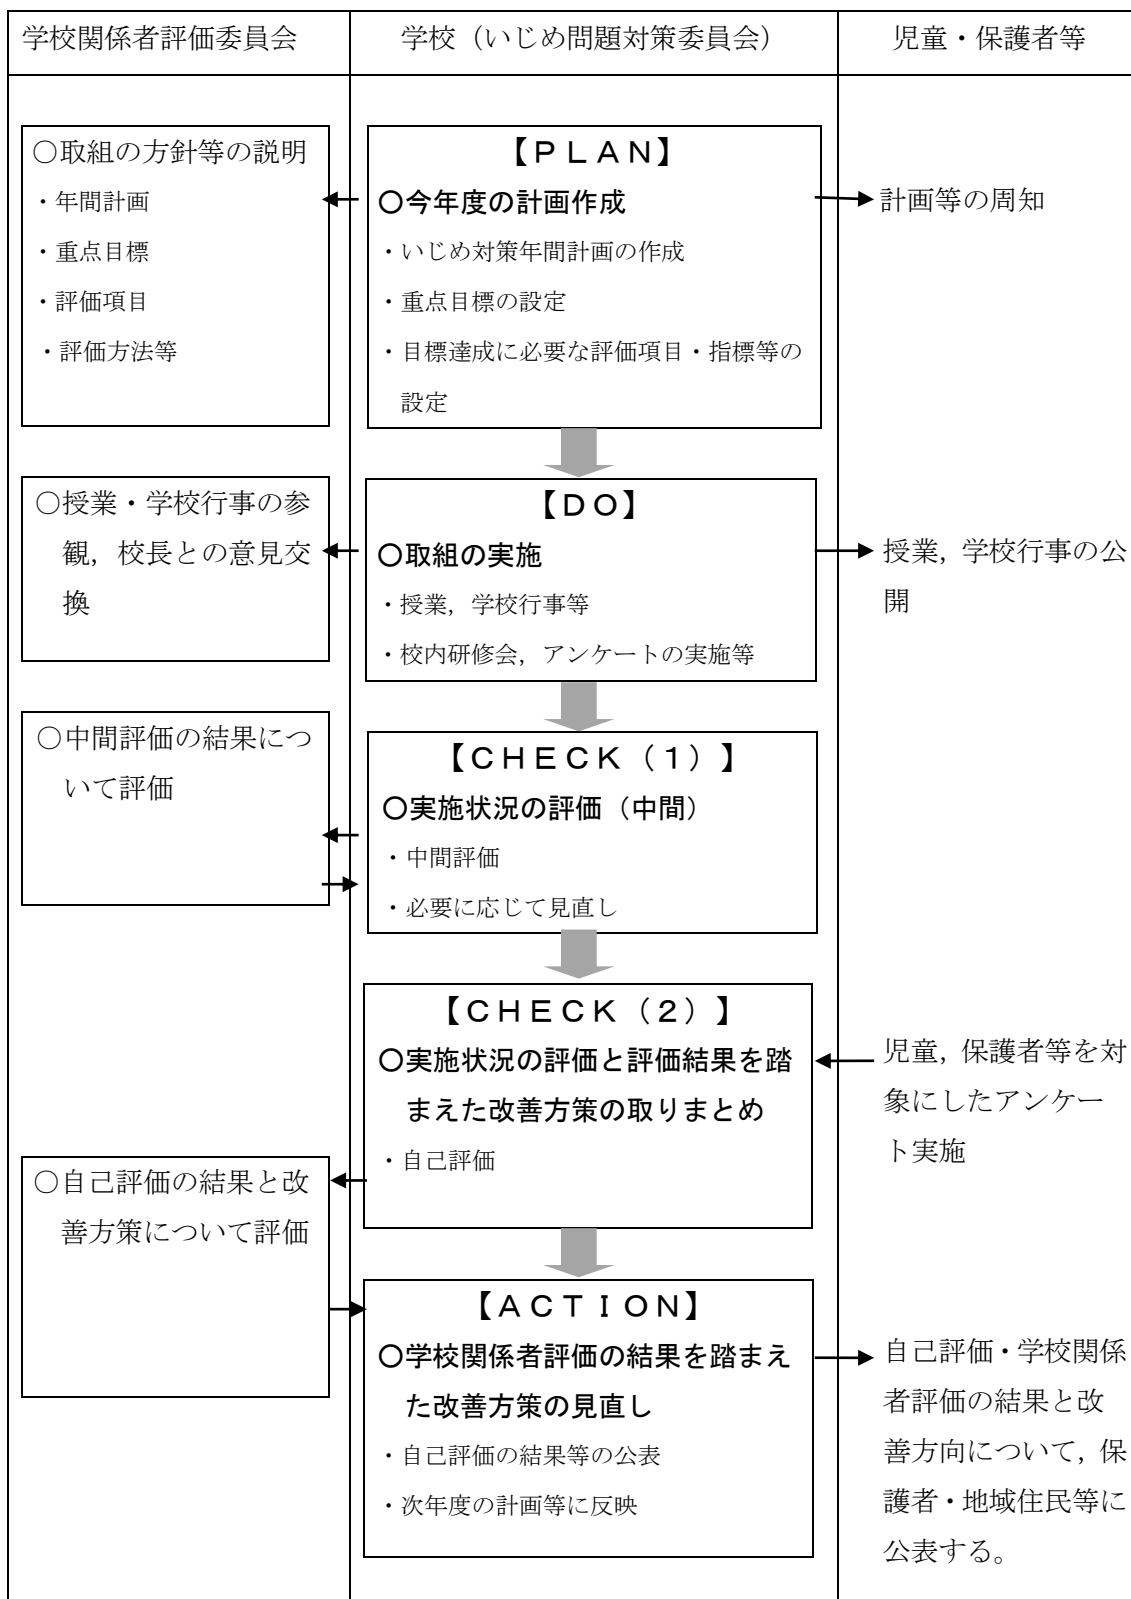 学校関係者評価委員会
学校（いじめ問題対策委員会）
児童・保護者等
○取組の方針等の説明
・年間計画
・重点目標
・評価項目
・評価方法等
【ＰＬＡＮ】
○今年度の計画作成
・いじめ対策年間計画の作成
・重点目標の設定
・目標達成に必要な評価項目・指標等の
設定
計画等の周知
○授業・学校行事の参
観，校長との意見交
換
【ＤＯ】
○取組の実施
・授業，学校行事等
・校内研修会，アンケートの実施等
授業，学校行事の公
開
○中間評価の結果につ
いて評価
【ＣＨＥＣＫ（１）】
○実施状況の評価（中間）
・中間評価
・必要に応じて見直し
【ＣＨＥＣＫ（２）】
○実施状況の評価と評価結果を踏
まえた改善方策の取りまとめ
・自己評価
児童，保護者等を対
象にしたアンケー
ト実施
○自己評価の結果と改
善方策について評価
【ＡＣＴＩＯＮ】
○学校関係者評価の結果を踏まえ
た改善方策の見直し
・自己評価の結果等の公表
・次年度の計画等に反映
自己評価・学校関係
者評価の結果と改
善方向について，保
護者・地域住民等に
公表する。